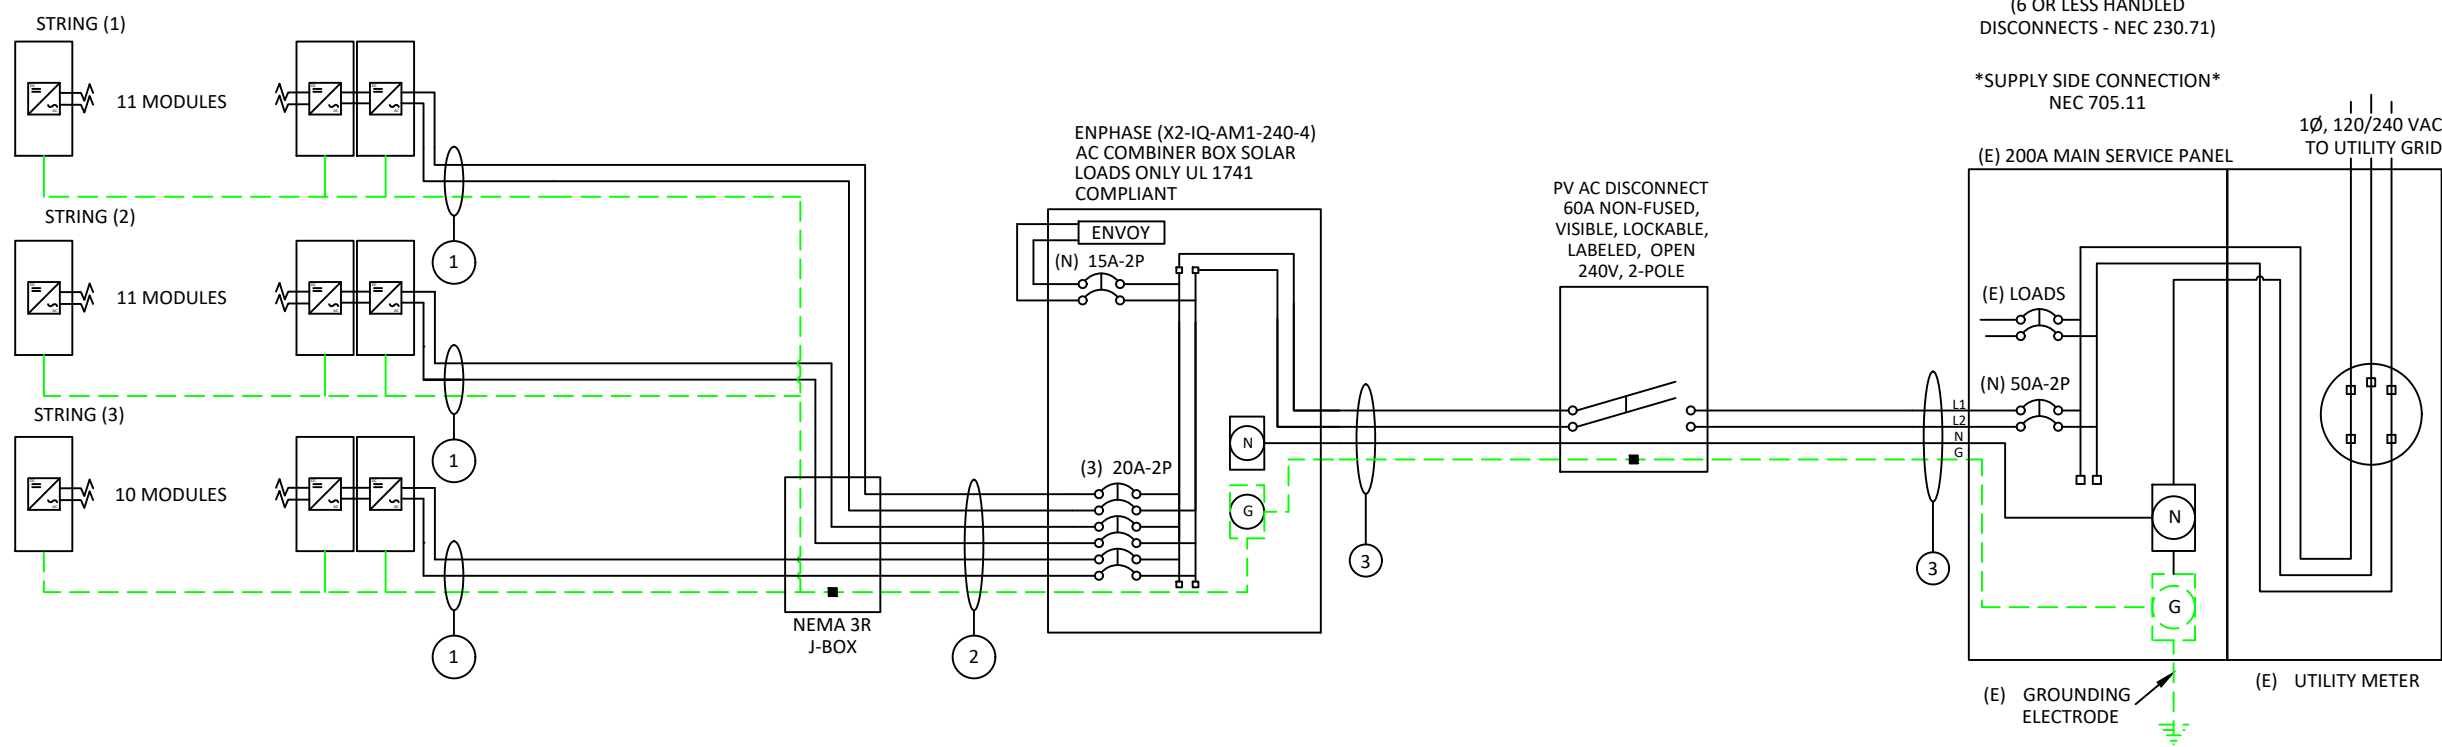 STRING (1)
11 MODULES
STRING (2)
11 MODULES
STRING (3)
10 MODULES
1
1
1
NEMA 3R
J-BOX
2
ENPHASE (X2-IQ-AM1-240-4)
AC COMBINER BOX SOLAR
LOADS ONLY UL 1741
COMPLIANT
ENVOY
(N) 15A-2P
(3) 20A-2P
N
G
3
PV AC DISCONNECT
60A NON-FUSED,
VISIBLE, LOCKABLE,
LABELED, OPEN
240V, 2-POLE
3
(6 OR LESS HANDLED
DISCONNECTS - NEC 230.71)
*SUPPLY SIDE CONNECTION*
NEC 705.11
(E) 200A MAIN SERVICE PANEL
1Ø, 120/240 VAC
TO UTILITY GRID
(E) LOADS
(N) 50A-2P
L1
L2
N
G
N
G
(E) GROUNDING
ELECTRODE
(E) UTILITY METER